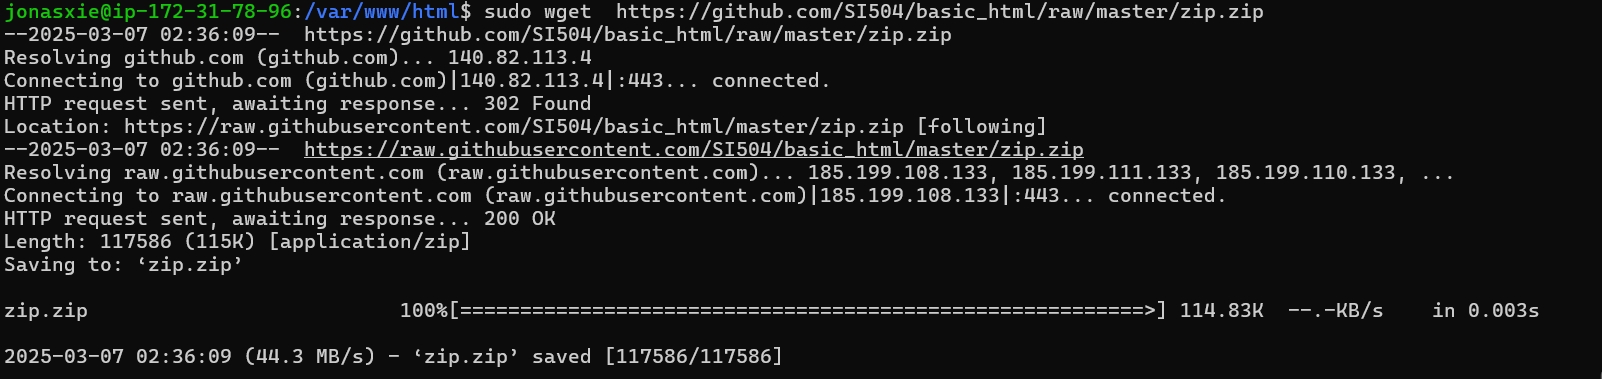 jonasxie@ip-172-31-78-96:/var/www/html$ sudo wget  https://github.com/SI504/basic_html/raw/master/zip.zip
--2025-03-07 02:36:09--  https://github.com/SI504/basic_html/raw/master/zip.zip
Resolving github.com (github.com)... 140.82.113.4
Connecting to github.com (github.com)|140.82.113.4|:443... connected.
HTTP request sent, awaiting response... 302 Found
Location: https://raw.githubusercontent.com/SI504/basic_html/master/zip.zip [following]
--2025-03-07 02:36:09--  https://raw.githubusercontent.com/SI504/basic_html/master/zip.zip
Resolving raw.githubusercontent.com (raw.githubusercontent.com)... 185.199.108.133, 185.199.111.133, 185.199.110.133, ...
Connecting to raw.githubusercontent.com (raw.githubusercontent.com)|185.199.108.133|:443... connected.
HTTP request sent, awaiting response... 200 OK
Length: 117586 (115K) [application/zip]
Saving to: ‘zip.zip’
zip.zip                          100%[=========================================================>] 114.83K  --.-KB/s    in 0.003s
2025-03-07 02:36:09 (44.3 MB/s) - ‘zip.zip’ saved [117586/117586]